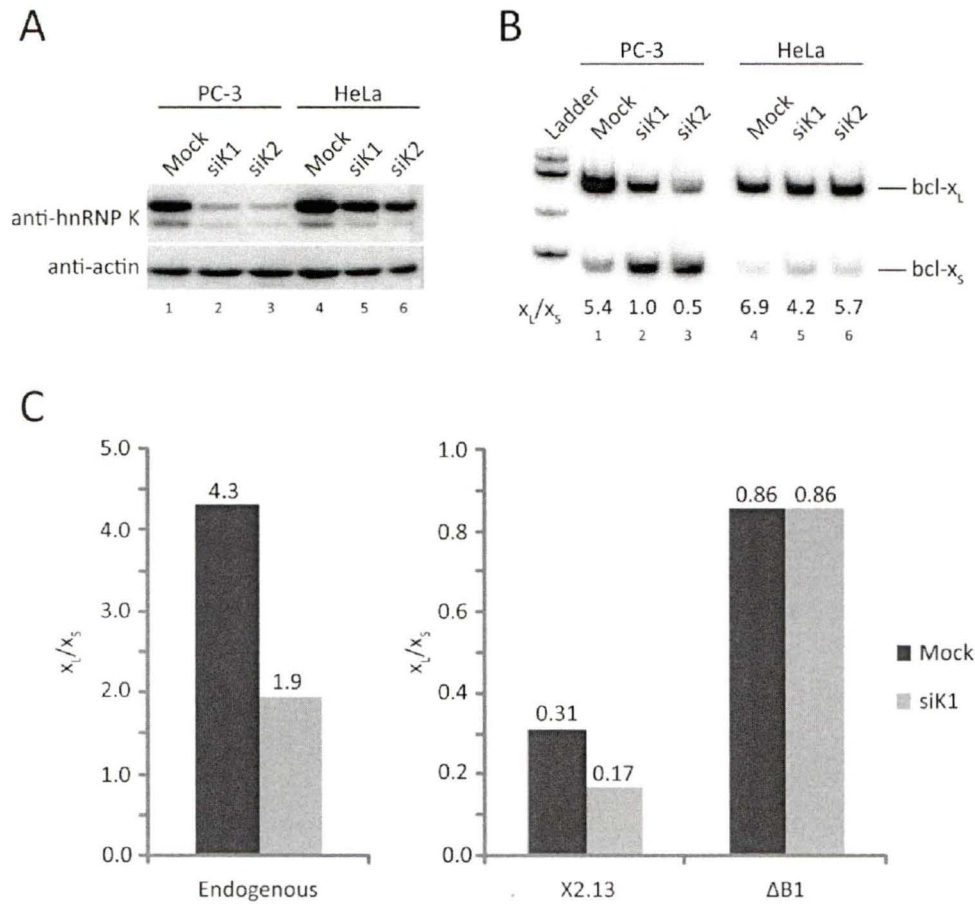 A
PC-3 HeLa
Mock siK1 siK2 Mock siK1 siK2
anti-hnRNP K
anti-actin
1 2 3 4 5 6
B
PC-3 HeLa
Ladder Mock siK1 siK2 Mock siK1 siK2
bcl-xL
bcl-xS
xL/xS 5.4 1.0 0.5 6.9 4.2 5.7
1 2 3 4 5 6
C
5.0
4.0
3.0
2.0
1.0
0.0
xL/xS
4.3
1.9
Endogenous
1.0
0.8
0.6
0.4
0.2
0.0
xL/xS
0.31
0.17
0.86 0.86
X2.13 ΔB1
Mock
siK1